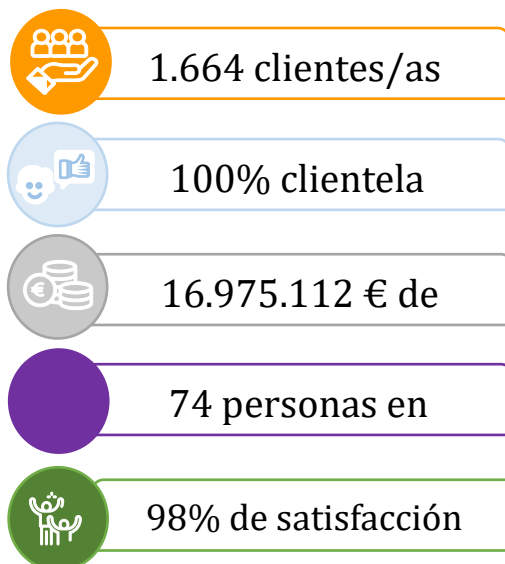 1.664 clientes/as
100% clientela
16.975.112 € de
74 personas en
98% de satisfacción